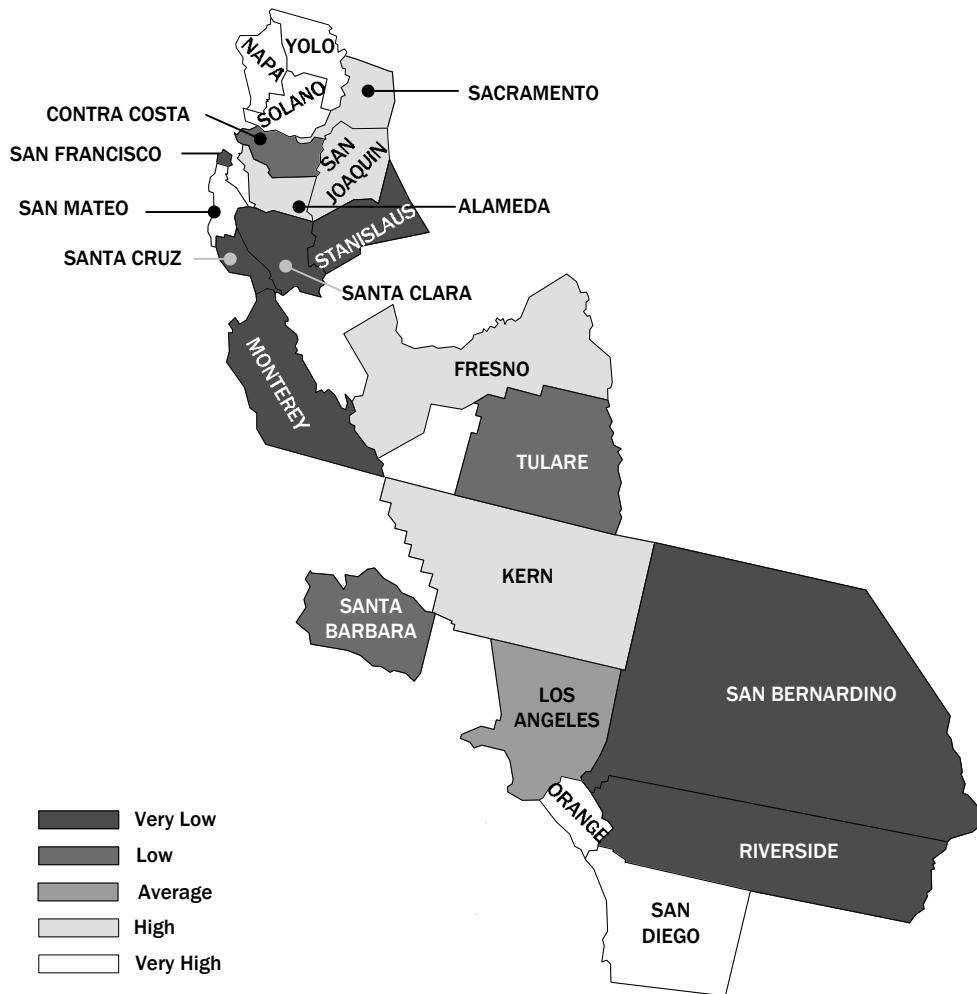 NAPA
YOLO
SOLANO
SACRAMENTO
CONTRA COSTA
SAN FRANCISCO
SAN
JOAQUIN
SAN MATEO
ALAMEDA
STANISLAUS
SANTA CRUZ
SANTA CLARA
MONTEREY
FRESNO
TULARE
KERN
SANTA
BARBARA
LOS
ANGELES
SAN BERNARDINO
ORANGE
RIVERSIDE
SAN
DIEGO
Very Low
Low
Average
High
Very High